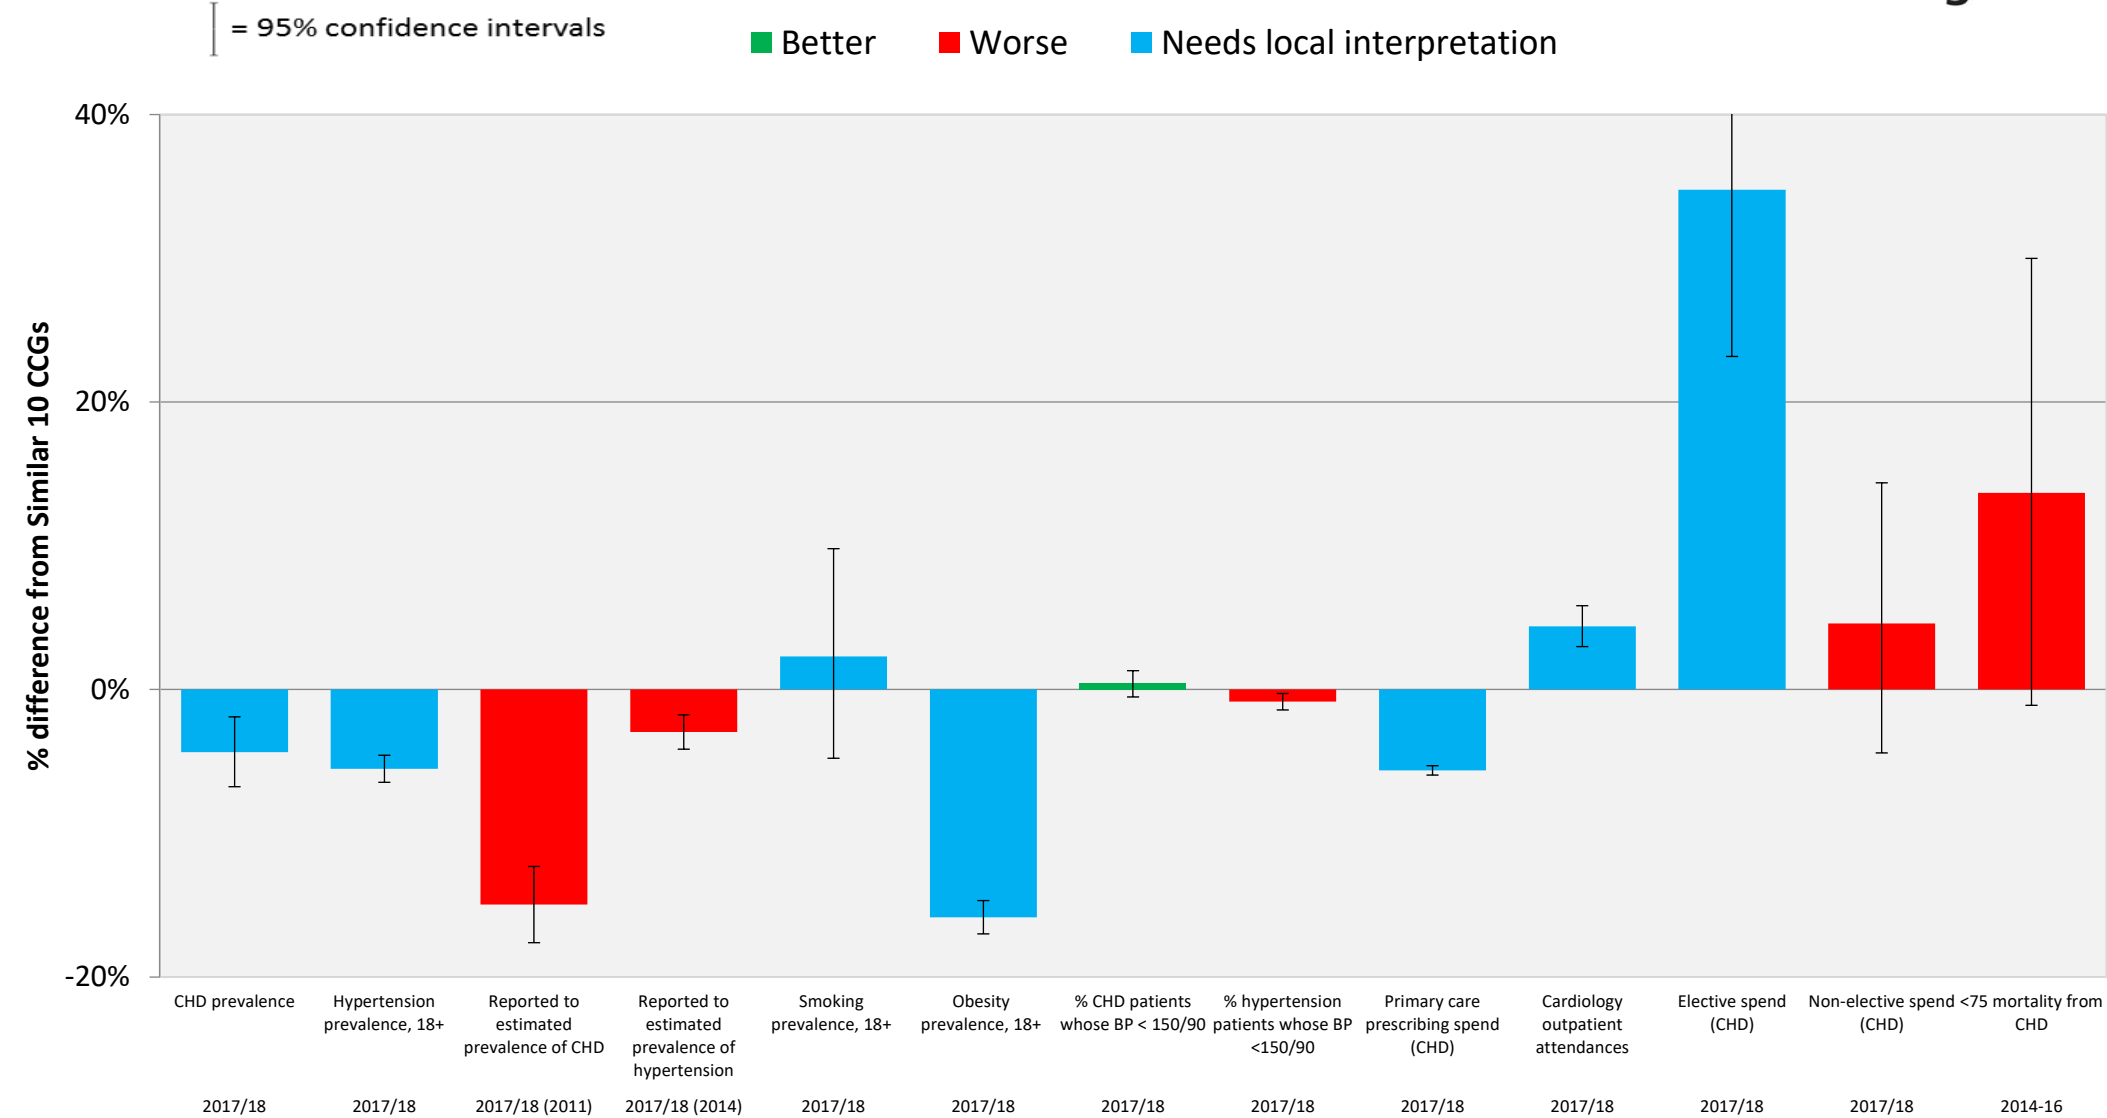 = 95% confidence intervals
Better
Worse
Needs local interpretation
% difference from Similar 10 CCGs
40%
20%
0%
-20%
CHD prevalence
2017/18
Hypertension
prevalence, 18+
2017/18
Reported to
estimated
prevalence of CHD
2017/18 (2011)
Reported to
estimated
prevalence of
hypertension
2017/18 (2014)
Smoking
prevalence, 18+
2017/18
Obesity
prevalence, 18+
2017/18
% CHD patients
whose BP < 150/90
2017/18
% hypertension
patients whose BP
<150/90
2017/18
Primary care
prescribing spend
(CHD)
2017/18
Cardiology
outpatient
attendances
2017/18
Elective spend
(CHD)
2017/18
Non-elective spend
(CHD)
2017/18
<75 mortality from
CHD
2014-16